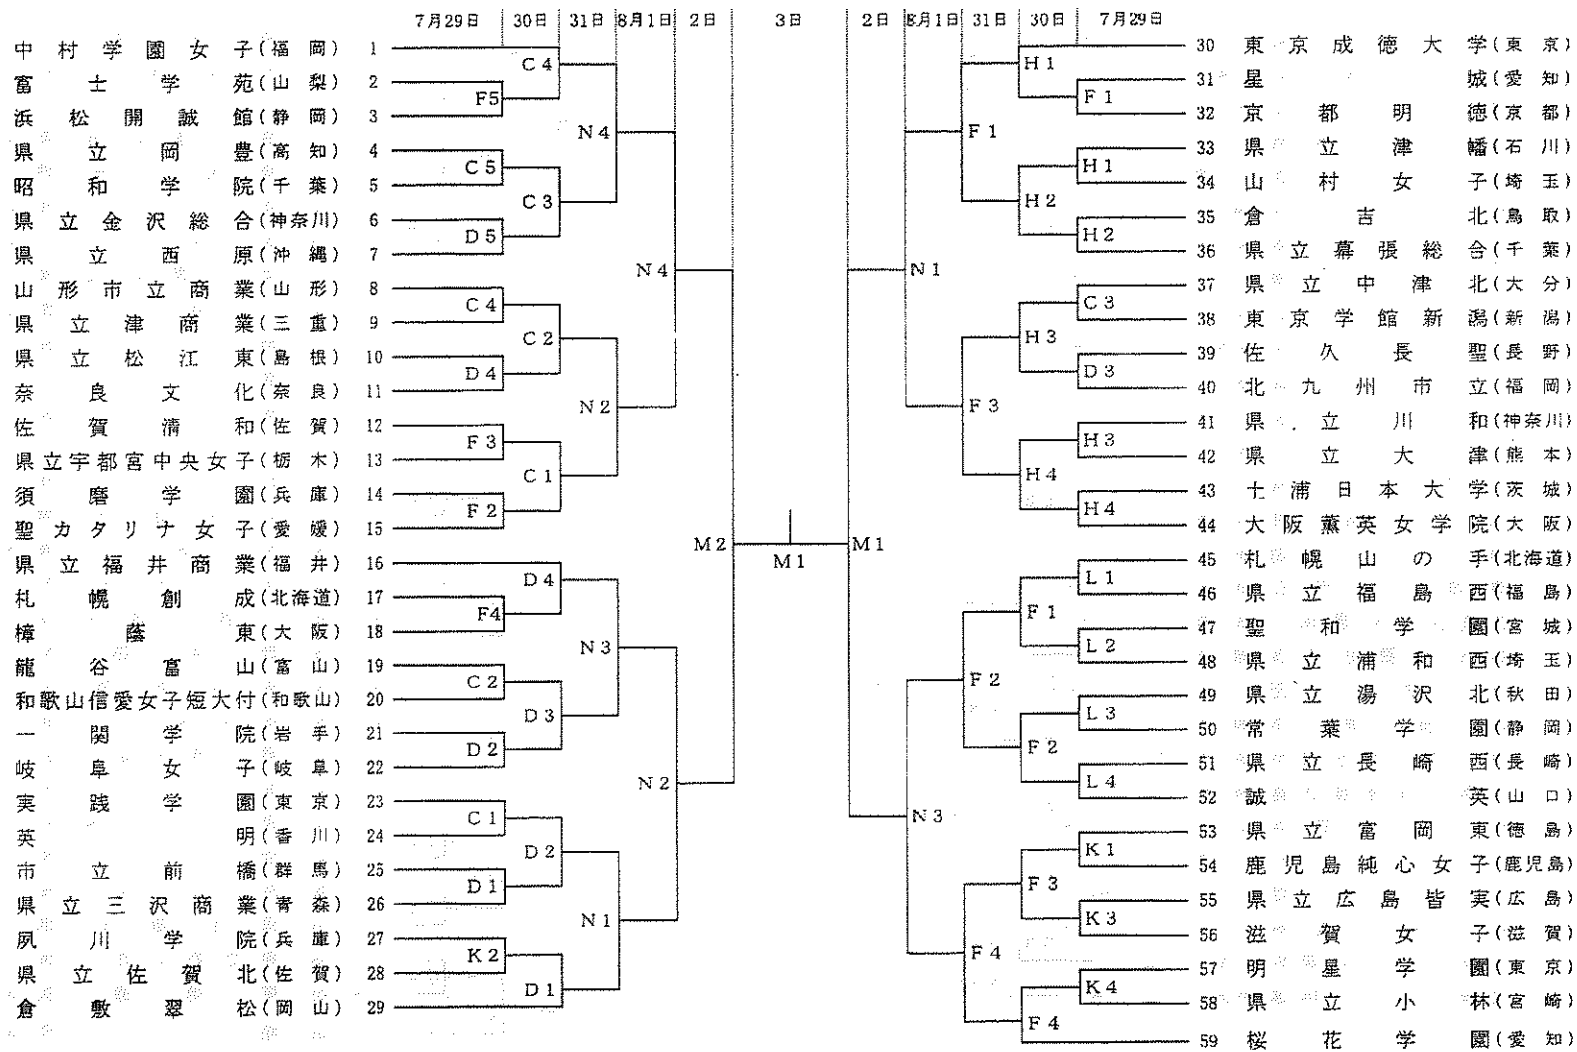 7月29日 30日 31日 8月1日 2日 3日 2日 8月1日 31日 30日 7月29日
中村学園女子(福岡) 1
富士学苑(山梨) 2
浜松開誠館(静岡) 3
県立岡豊(高知) 4
昭和学院(千葉) 5
県立金沢総合(神奈川) 6
県立西原(沖縄) 7
山形市立商業(山形) 8
県立津商業(三重) 9
県立松江東(島根) 10
奈良文化(奈良) 11
佐賀清和(佐賀) 12
県立宇都宮中央女子(栃木) 13
須磨学園(兵庫) 14
聖カタリナ女子(愛媛) 15
県立福井商業(福井) 16
札幌創成(北海道) 17
樟蔭東(大阪) 18
龍谷富山(富山) 19
和歌山信愛女子短大付(和歌山) 20
一関学院(岩手) 21
岐阜女子(岐阜) 22
実践学園(東京) 23
英明(香川) 24
市立前橋(群馬) 25
県立三沢商業(青森) 26
夙川学院(兵庫) 27
県立佐賀北(佐賀) 28
倉敷翠松(岡山) 29
F5
C5
D5
C4
D4
F3
F2
F4
C2
D2
C1
D1
K2
C4
C3
C2
C1
D4
D3
D2
D1
N4
N2
N3
N1
N4
N2
M2
M1
M1
N1
N3
F1
F3
F2
F4
H1
H2
H3
H4
F1
F2
F3
F4
F1
H1
H2
C3
D3
H3
H4
L1
L2
L3
L4
K1
K3
K4
30 東京成徳大学(東京)
31 星城(愛知)
32 京都明徳(京都)
33 県立津幡(石川)
34 山村女子(埼玉)
35 倉吉北(鳥取)
36 県立幕張総合(千葉)
37 県立中津北(大分)
38 東京学館新潟(新潟)
39 佐久長聖(長野)
40 北九州市立(福岡)
41 県立川和(神奈川)
42 県立大津(熊本)
43 土浦日本大学(茨城)
44 大阪薫英女学院(大阪)
45 札幌山の手(北海道)
46 県立福島西(福島)
47 聖和学園(宮城)
48 県立浦和西(埼玉)
49 県立湯沢北(秋田)
50 常葉学園(静岡)
51 県立長崎西(長崎)
52 誠英(山口)
53 県立富岡東(徳島)
54 鹿児島純心女子(鹿児島)
55 県立広島皆実(広島)
56 滋賀女子(滋賀)
57 明星学園(東京)
58 県立小林(宮崎)
59 桜花学園(愛知)